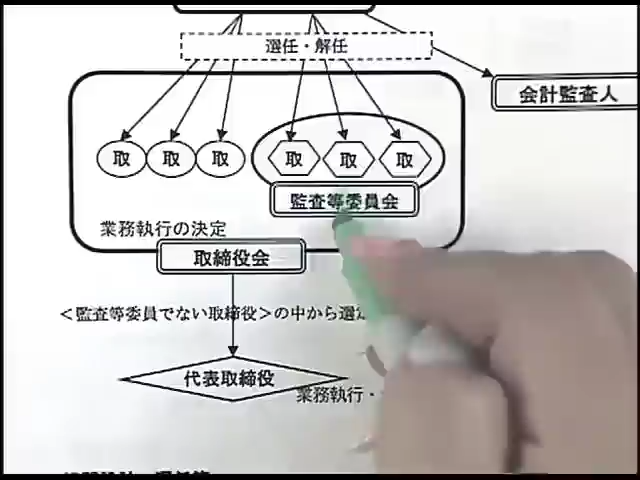 選任・解任
会計監査人
取 取 取 取 取 取
監査等委員会
業務執行の決定
取締役会
＜監査等委員でない取締役＞の中から選定
代表取締役
業務執行・